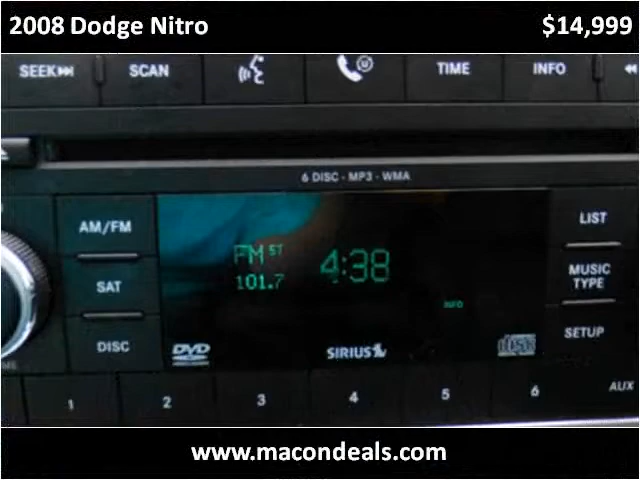 2008 Dodge Nitro $14,999
SEEK SCAN TIME INFO
6 DISC - MP3 - WMA
AM/FM LIST
FM ST 4:38
101.7
SAT MUSIC TYPE
INFO
DISC DVD SIRIUS disc SETUP
1 2 3 4 5 6 AUX
www.macondeals.com